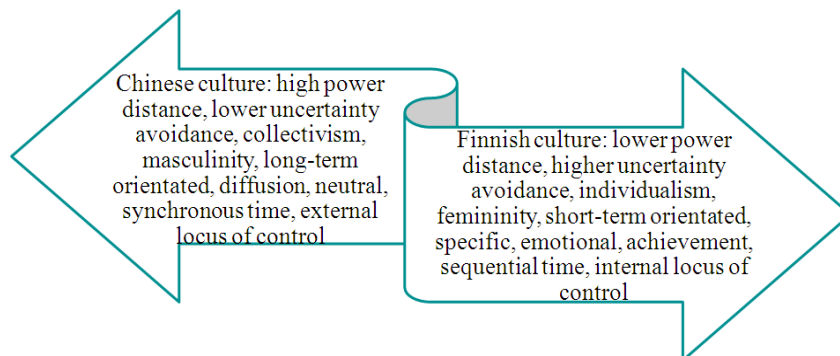 Chinese culture: high power
distance, lower uncertainty
avoidance, collectivism,
masculinity, long-term
orientated, diffusion, neutral,
synchronous time, external
locus of control
Finnish culture: lower power
distance, higher uncertainty
avoidance, individualism,
femininity, short-term orientated,
specific, emotional, achievement,
sequential time, internal locus of
control